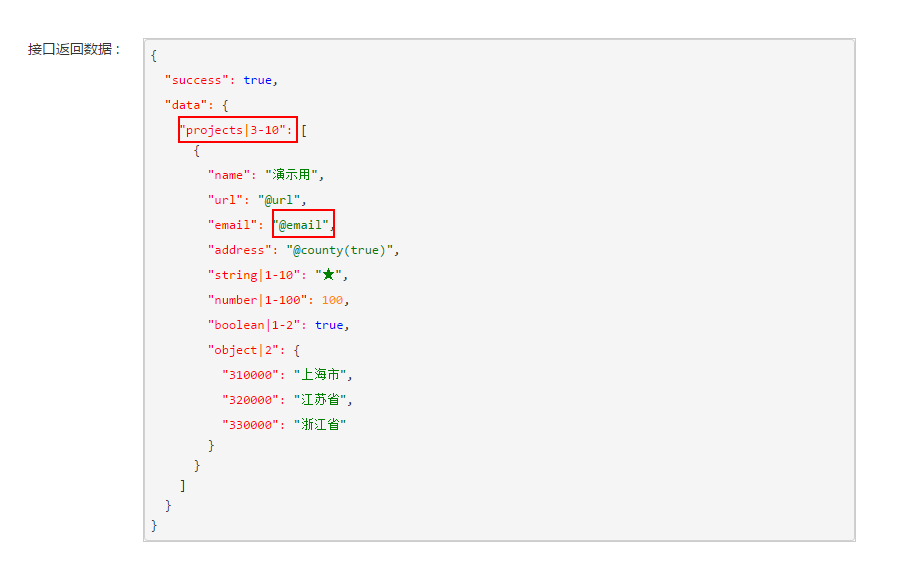 接口返回数据：
{
"success": true,
"data": {
"projects|3-10": [
{
"name": "演示用",
"url": "@url",
"email": "@email",
"address": "@county(true)",
"string|1-10": "★",
"number|1-100": 100,
"boolean|1-2": true,
"object|2": {
"310000": "上海市",
"320000": "江苏省",
"330000": "浙江省"
}
}
]
}
}